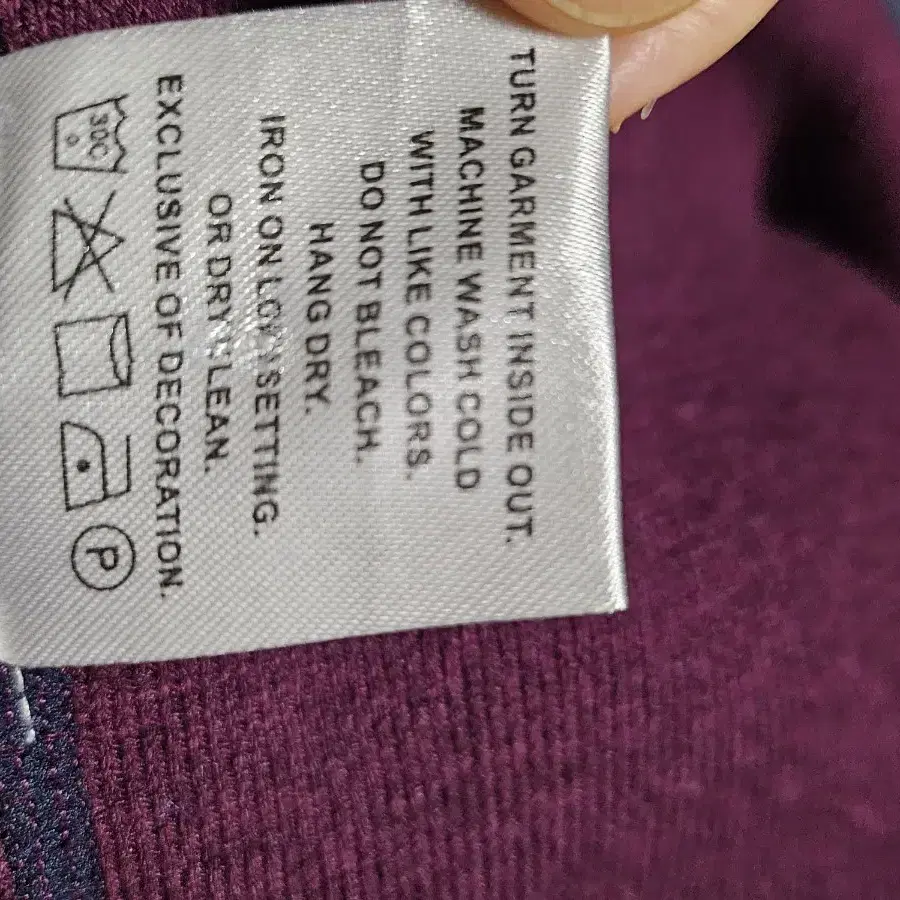 TURN GARMENT INSIDE OUT.
MACHINE WASH COLD
WITH LIKE COLORS.
DO NOT BLEACH.
HANG DRY.
IRON ON LOW SETTING.
OR DRY CLEAN.
EXCLUSIVE OF DECORATION.
30C P